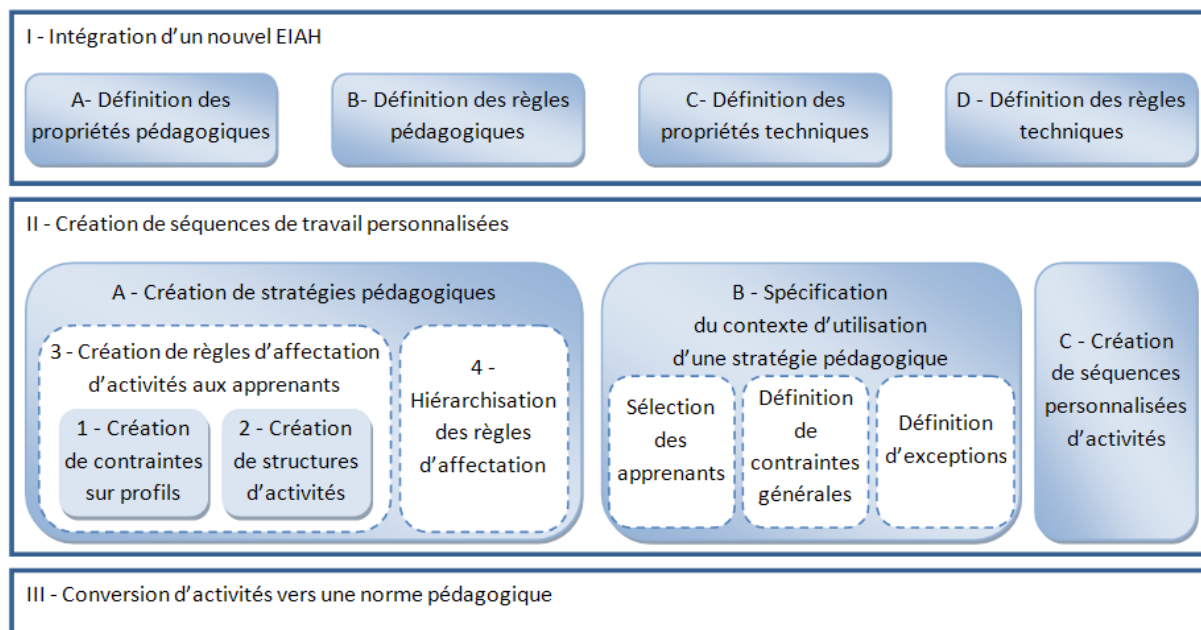 I - Intégration d’un nouvel EIAH
A- Définition des
propriétés pédagogiques
B- Définition des règles
pédagogiques
C- Définition des
propriétés techniques
D - Définition des règles
techniques
II - Création de séquences de travail personnalisées
A - Création de stratégies pédagogiques
3 - Création de règles d’affectation
d’activités aux apprenants
1 - Création
de contraintes
sur profils
2 - Création
de structures
d’activités
4 -
Hiérarchisation
des règles
d’affectation
B - Spécification
du contexte d’utilisation
d’une stratégie pédagogique
Sélection
des
apprenants
Définition
de
contraintes
générales
Définition
d’exceptions
C - Création
de séquences
personnalisées
d’activités
III - Conversion d’activités vers une norme pédagogique